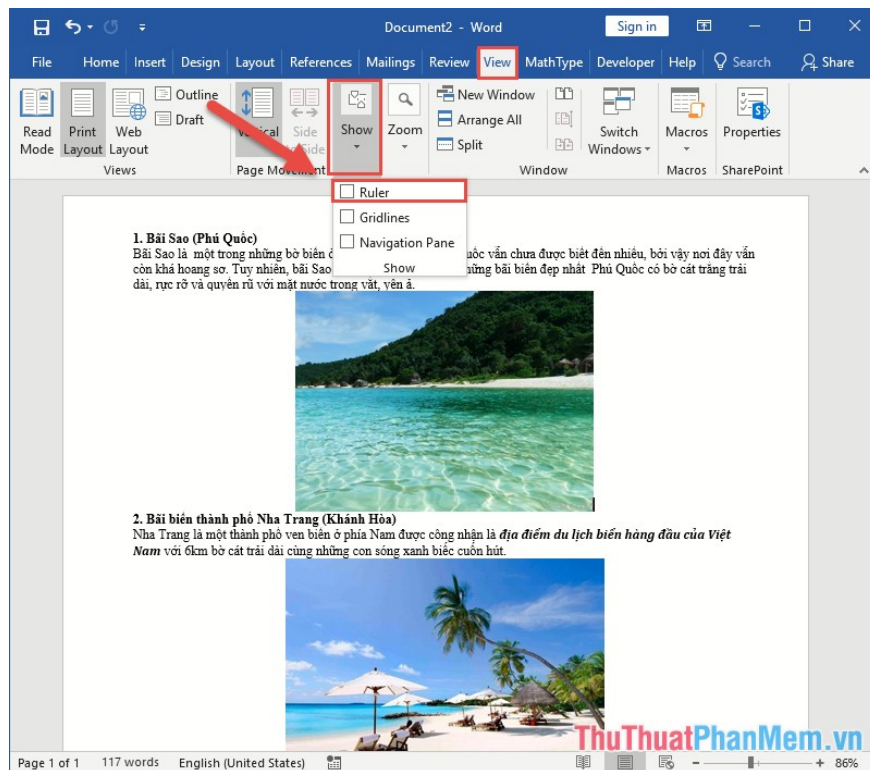 Document2 - Word
Sign in
File Home Insert Design Layout References Mailings Review View MathType Developer Help Search Share
Read Mode
Print Layout
Web Layout
Outline
Draft
Views
Vertical
Side to Side
Page Movement
Show
Zoom
New Window
Arrange All
Split
Switch Windows
Window
Macros
Macros
Properties
SharePoint
Ruler
Gridlines
Navigation Pane
Show
1. Bãi Sao (Phú Quốc)
Bãi Sao là một trong những bờ biển vẫn chưa được biết đến nhiều, bởi vậy nơi đây vẫn
còn khá hoang sơ. Tuy nhiên, bãi Sao những bãi biển đẹp nhất Phú Quốc có bờ cát trắng trải
dài, rực rỡ và quyến rũ với mặt nước trong vắt, yên ả.
2. Bãi biển thành phố Nha Trang (Khánh Hòa)
Nha Trang là một thành phố ven biển ở phía Nam được công nhận là địa điểm du lịch biển hàng đầu của Việt
Nam với 6km bờ cát trải dài cùng những con sóng xanh biếc cuốn hút.
ThuThuatPhanMem.vn
Page 1 of 1 117 words English (United States) 86%